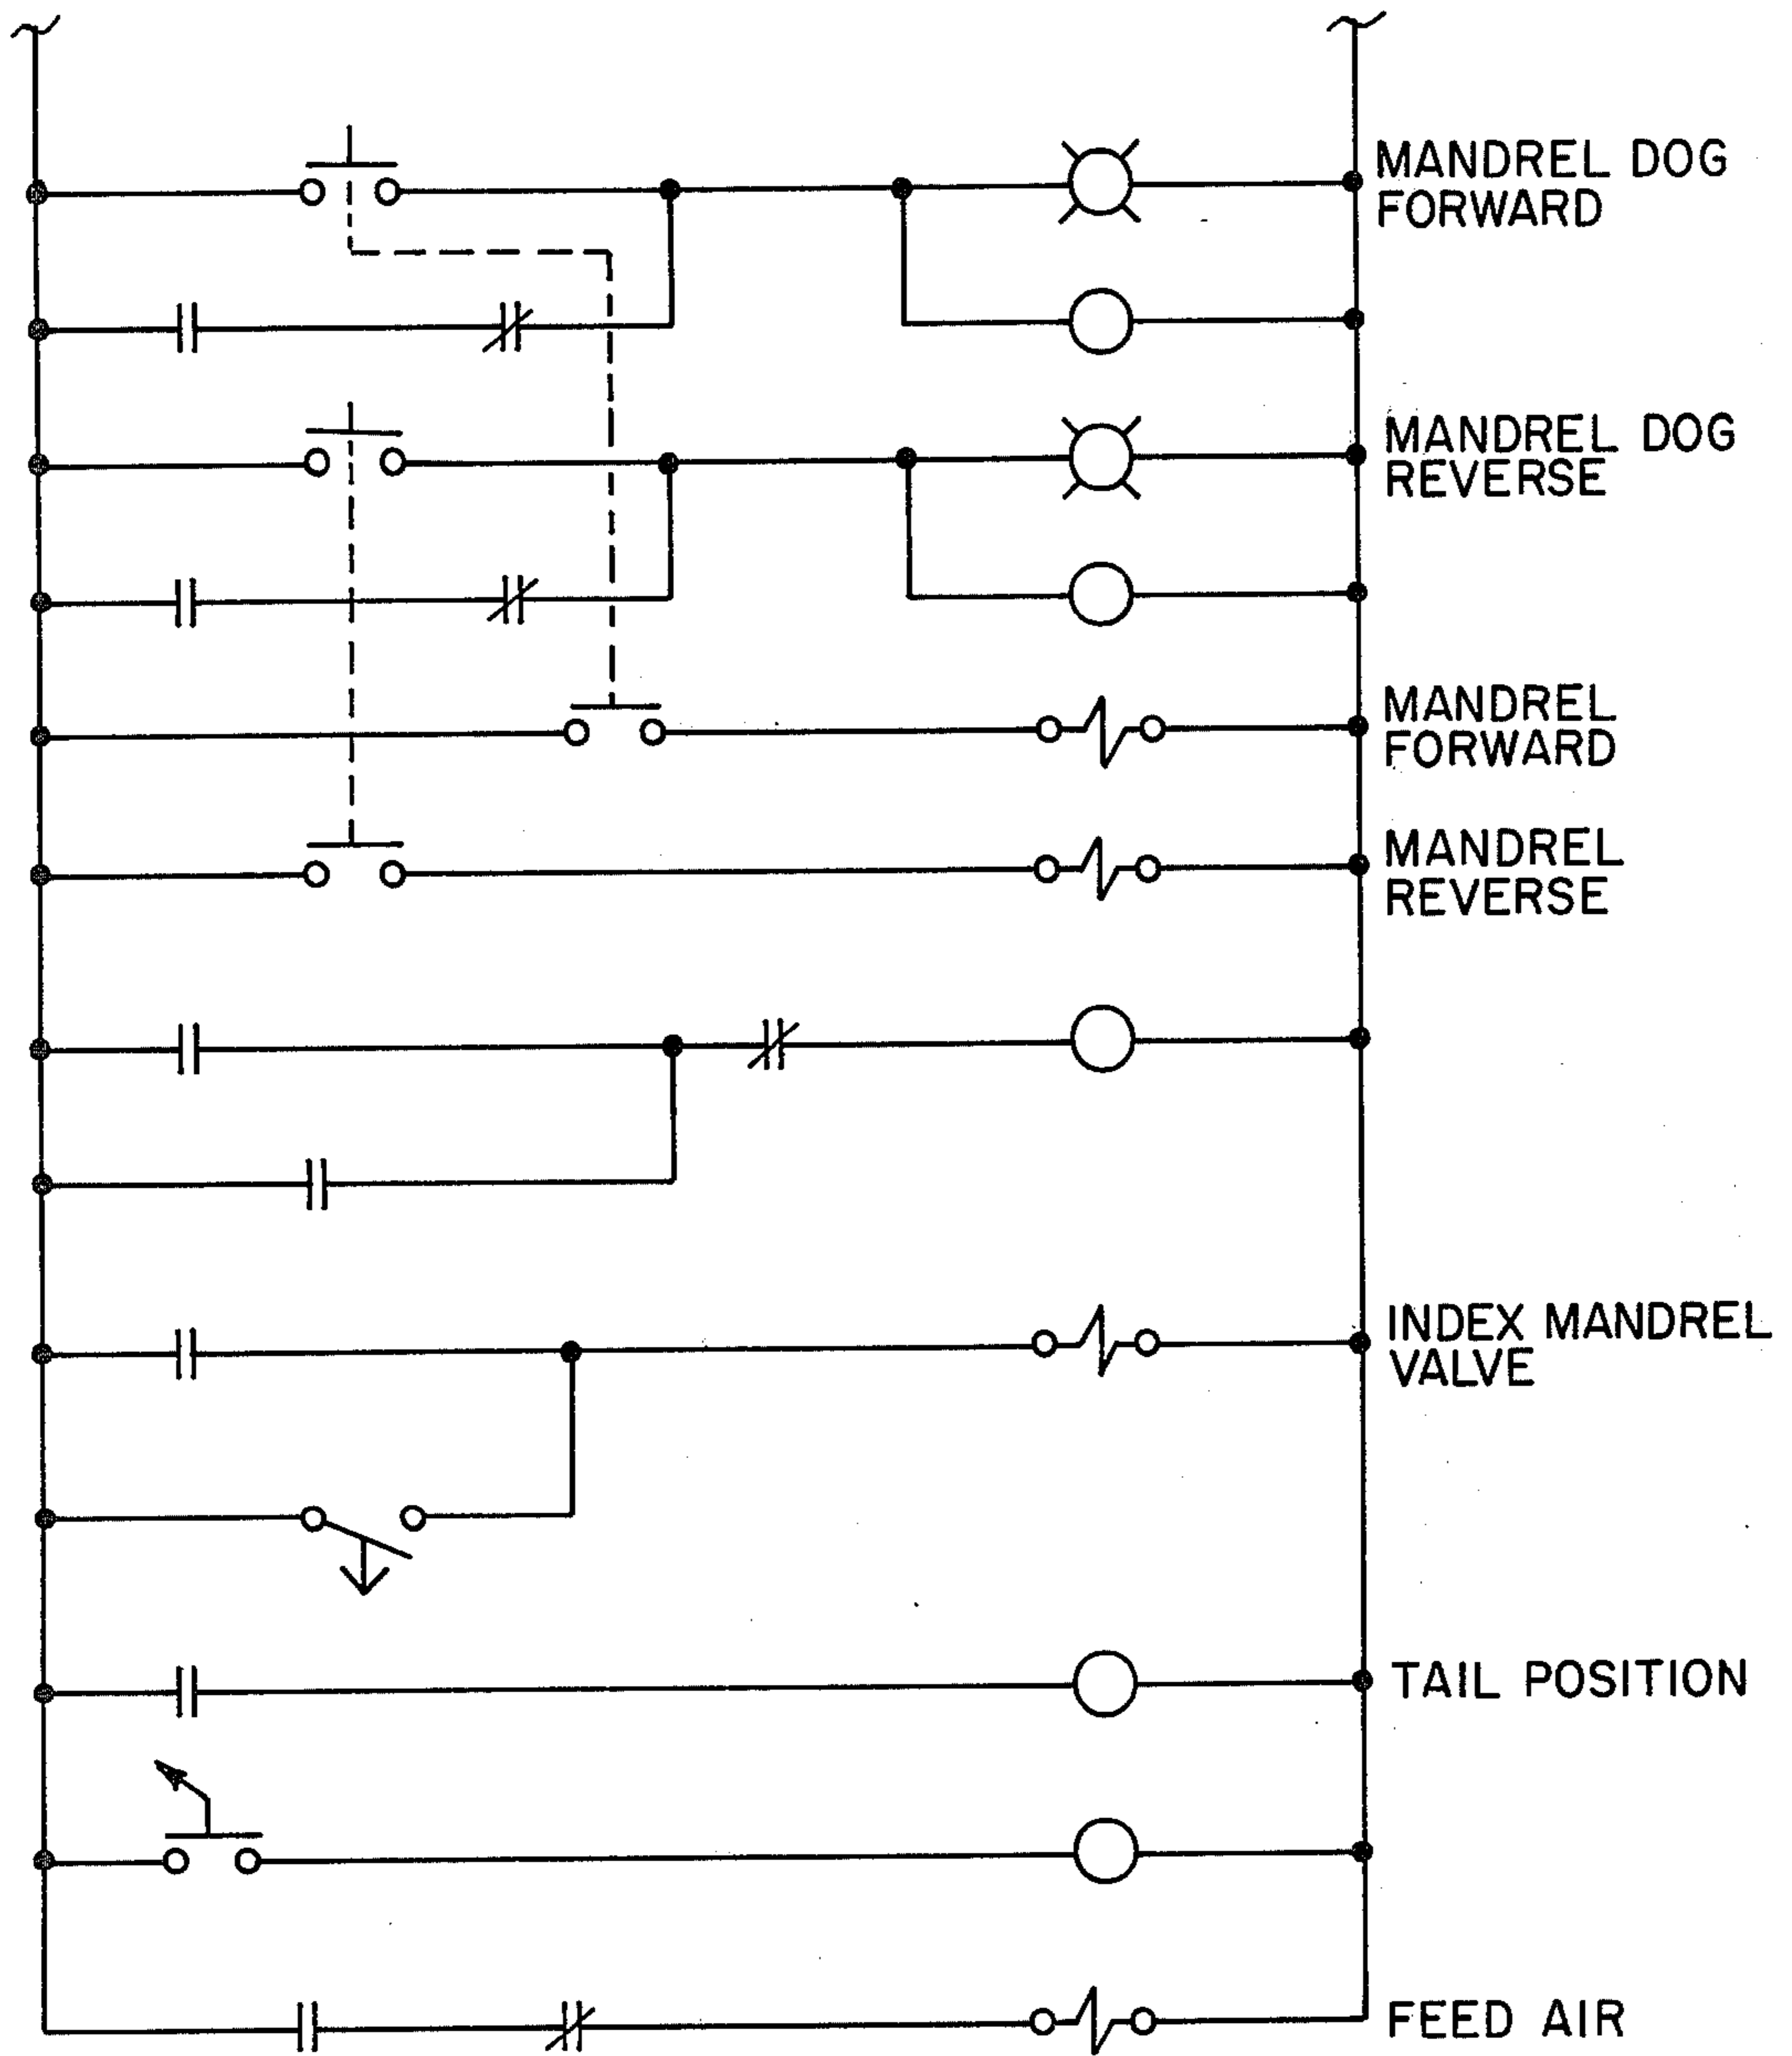 MANDREL DOG
FORWARD
MANDREL DOG
REVERSE
MANDREL
FORWARD
MANDREL
REVERSE
INDEX MANDREL
VALVE
TAIL POSITION
FEED AIR